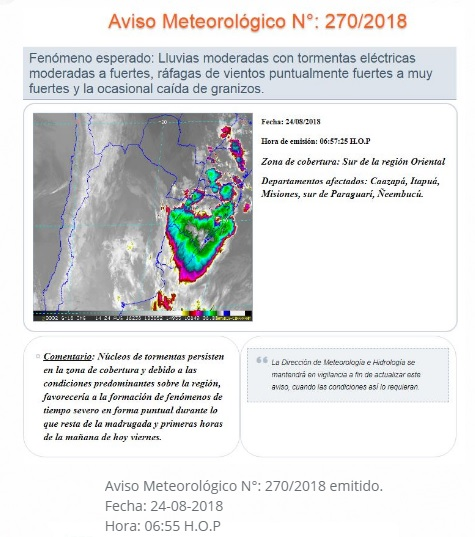 Aviso Meteorológico N°: 270/2018
Fenómeno esperado: Lluvias moderadas con tormentas eléctricas
moderadas a fuertes, ráfagas de vientos puntualmente fuertes a muy
fuertes y la ocasional caída de granizos.
Fecha: 24/08/2018
Hora de emisión: 06:57:25 H.O.P
Zona de cobertura: Sur de la región Oriental
Departamentos afectados: Caazapá, Itapuá,
Misiones, sur de Paraguarí, Ñeembucú.
Comentario: Núcleos de tormentas persisten
en la zona de cobertura y debido a las
condiciones predominantes sobre la región,
favorecería a la formación de fenómenos de
tiempo severo en forma puntual durante lo
que resta de la madrugada y primeras horas
de la mañana de hoy viernes.
La Dirección de Meteorología e Hidrología se
mantendrá en vigilancia a fin de actualizar este
aviso, cuando las condiciones así lo requieran.
Aviso Meteorológico N°: 270/2018 emitido.
Fecha: 24-08-2018
Hora: 06:55 H.O.P